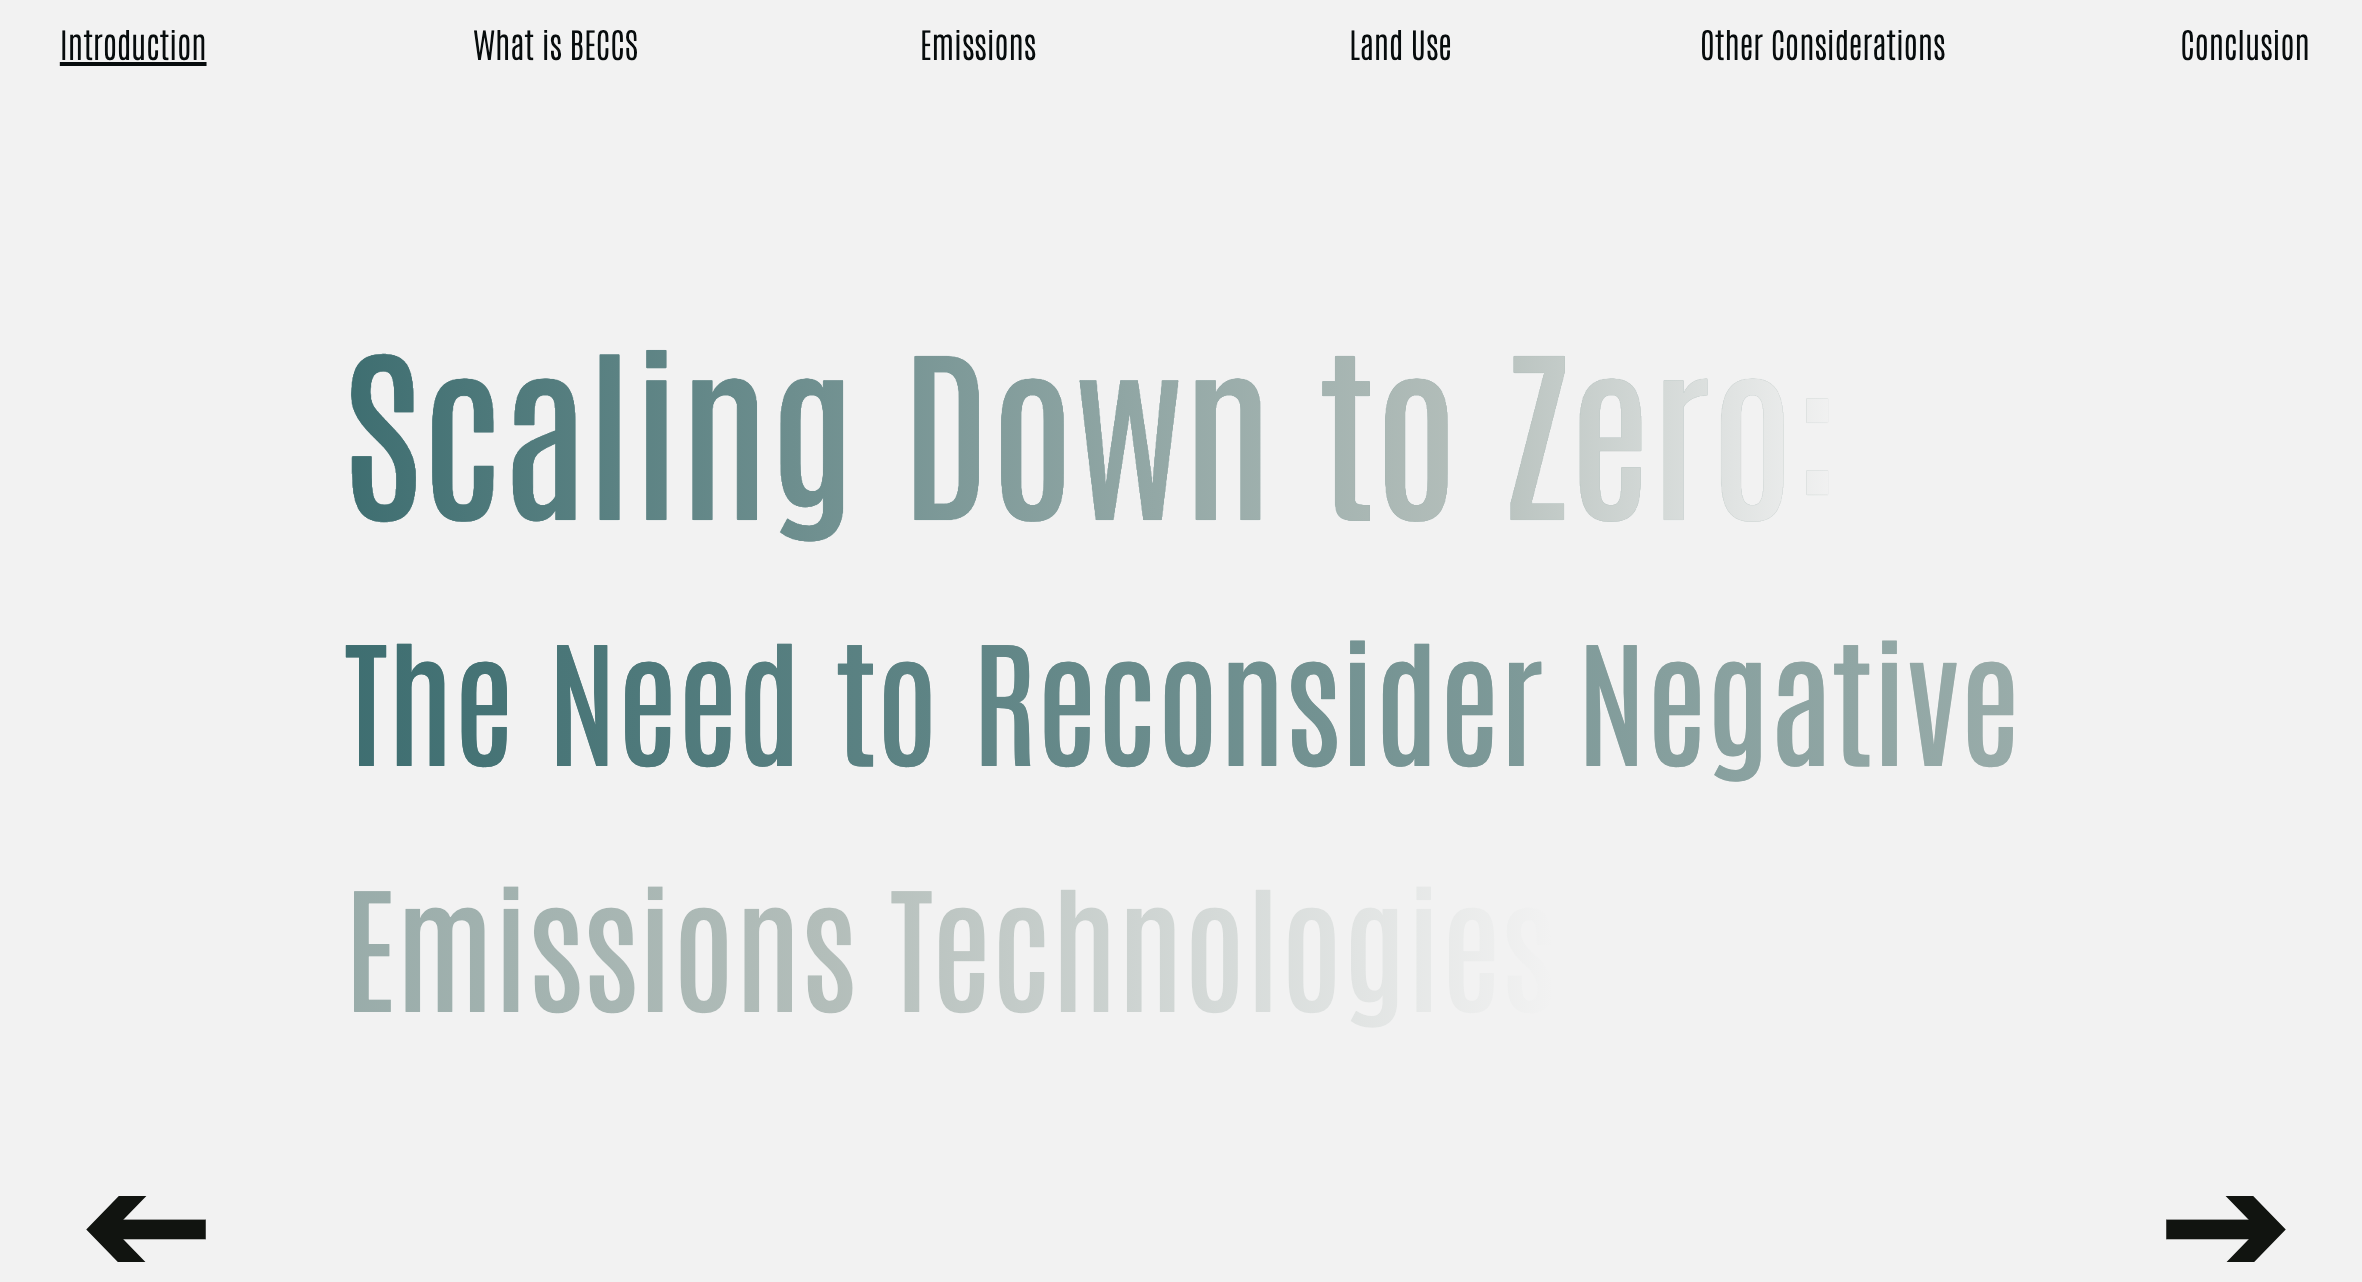 Introduction
What is BECCS
Emissions
Land Use
Other Considerations
Conclusion
Scaling Down to Zero:
The Need to Reconsider Negative
Emissions Technologies